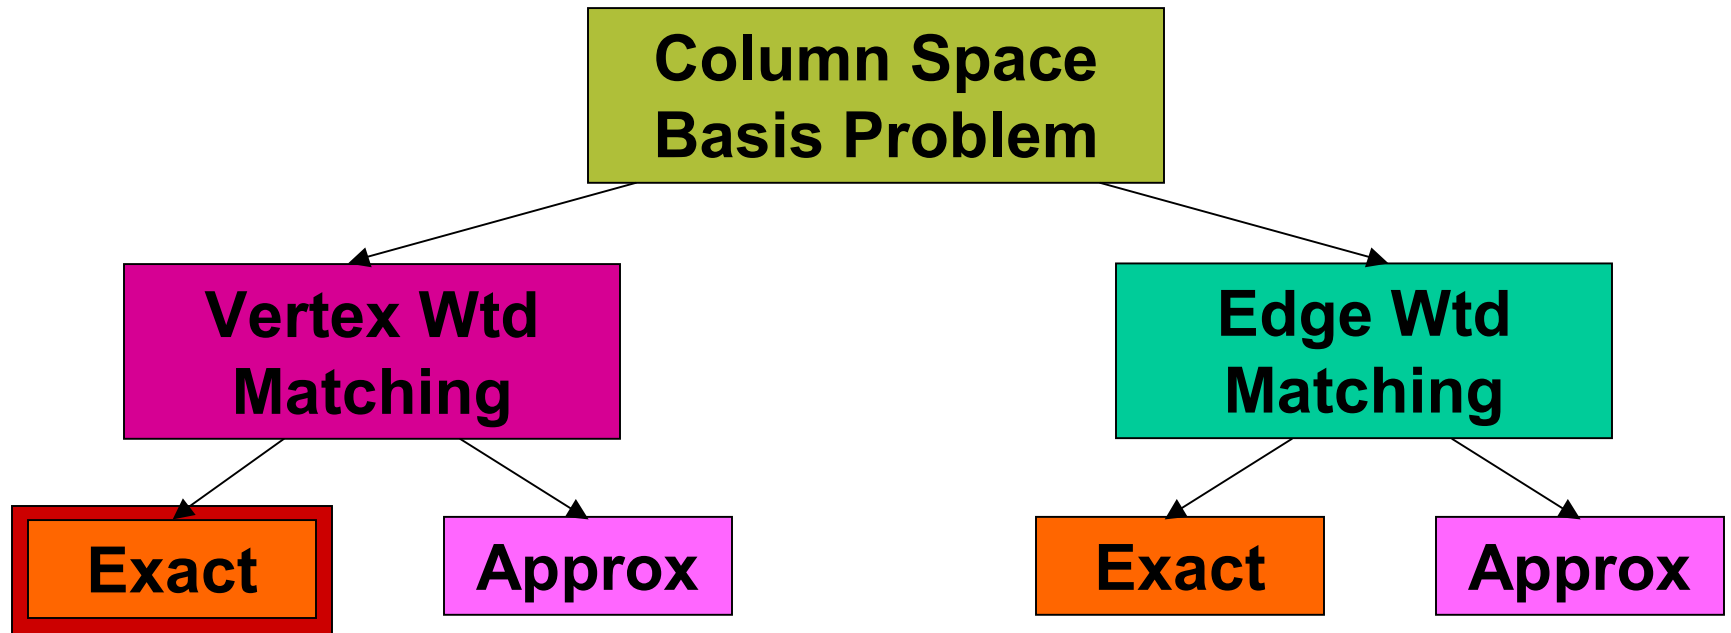 Column Space
Basis Problem
Vertex Wtd
Matching
Edge Wtd
Matching
Exact
Approx
Exact
Approx